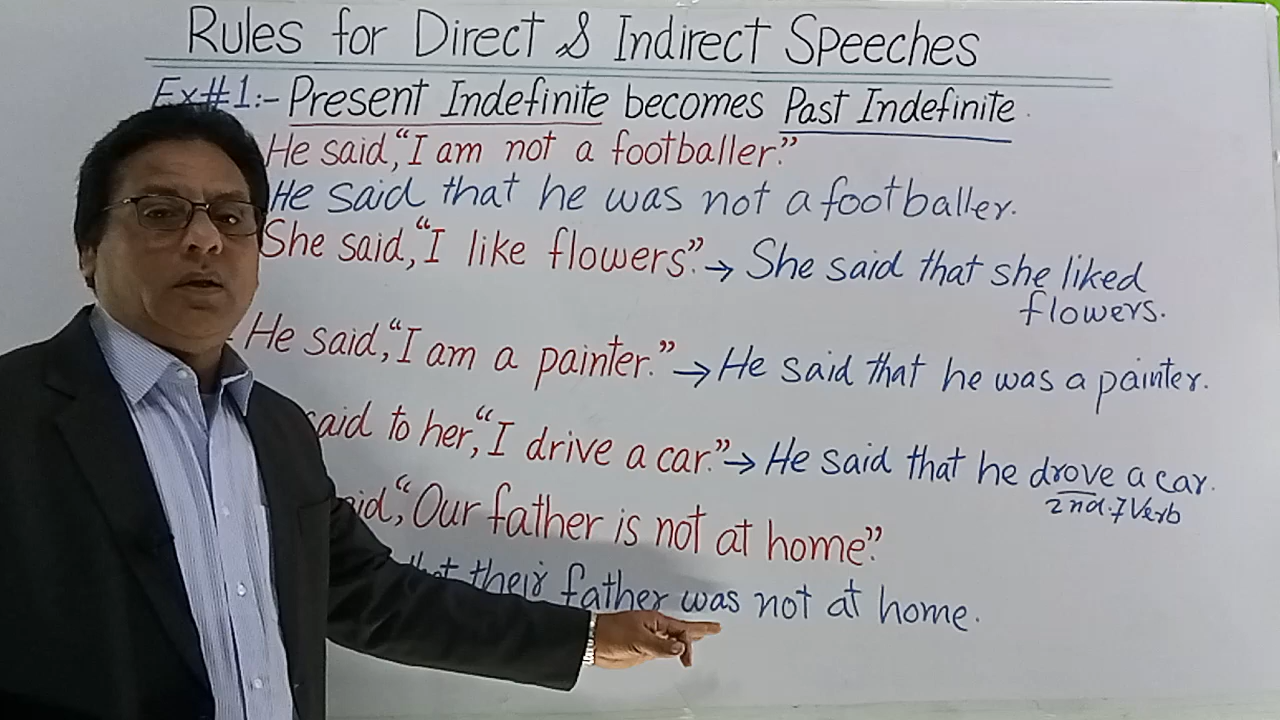 Rules for Direct & Indirect Speeches
Ex#1:- Present Indefinite becomes Past Indefinite.
He said, “I am not a footballer.”
He said that he was not a footballer.
She said, “I like flowers”. → She said that she liked
flowers.
He said, “I am a painter.” → He said that he was a painter.
said to her, “I drive a car.” → He said that he drove a car.
2nd f verb
“Our father is not at home.”
their father was not at home.